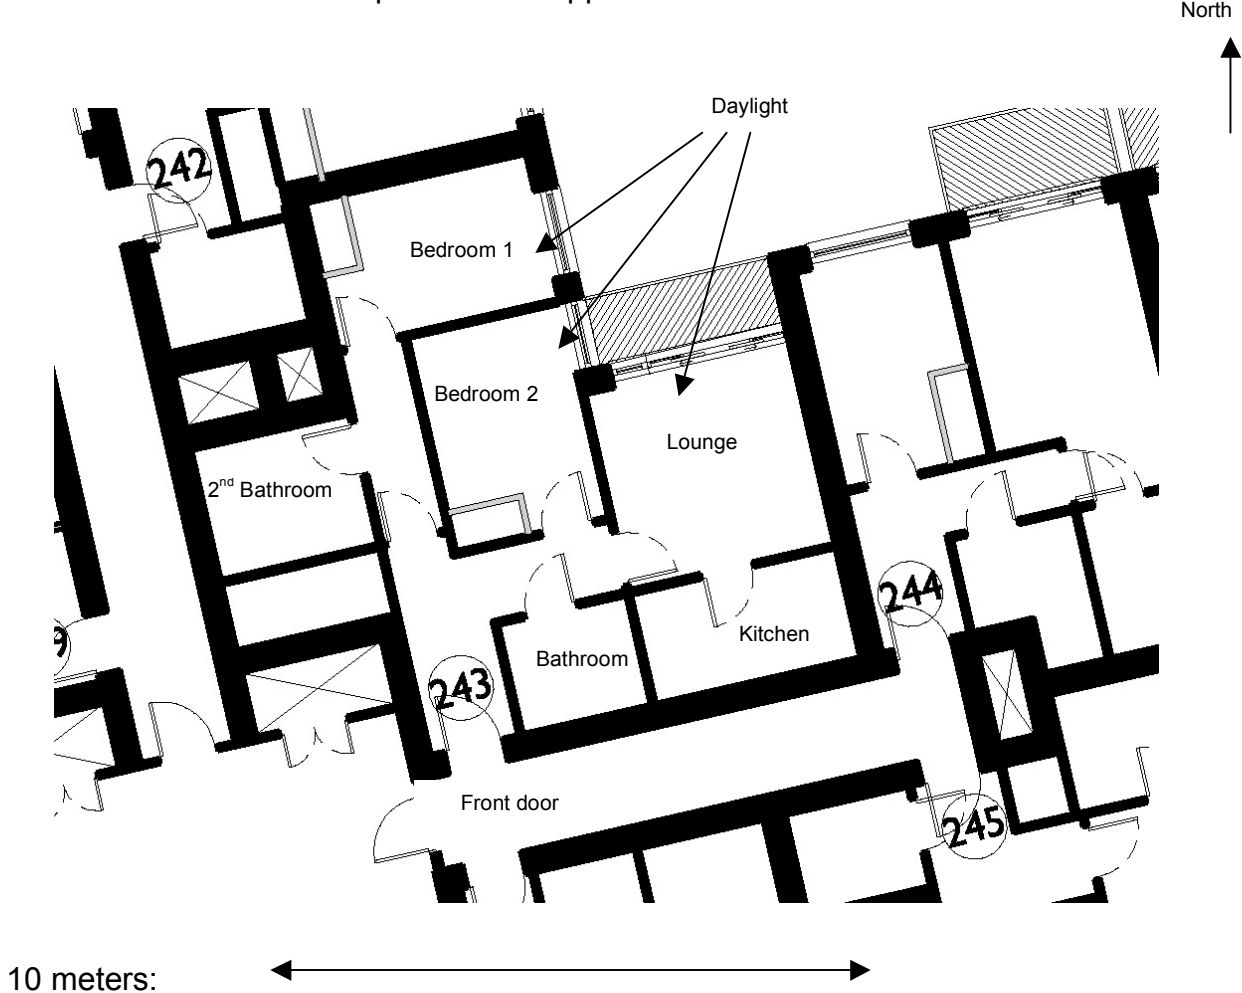 North
Daylight
242
Bedroom 1
Bedroom 2
Lounge
2nd Bathroom
244
9
Kitchen
Bathroom
243
Front door
245
10 meters: